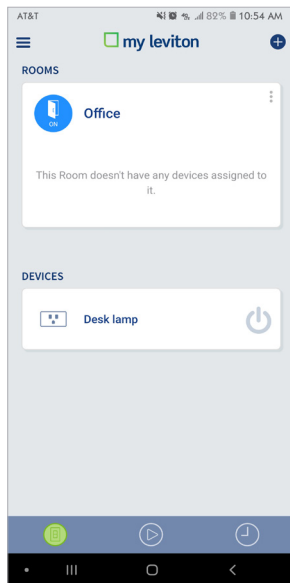 AT&T 82% 10:54 AM
my leviton
ROOMS
ON
Office
This Room doesn't have any devices assigned to
it.
DEVICES
Desk lamp